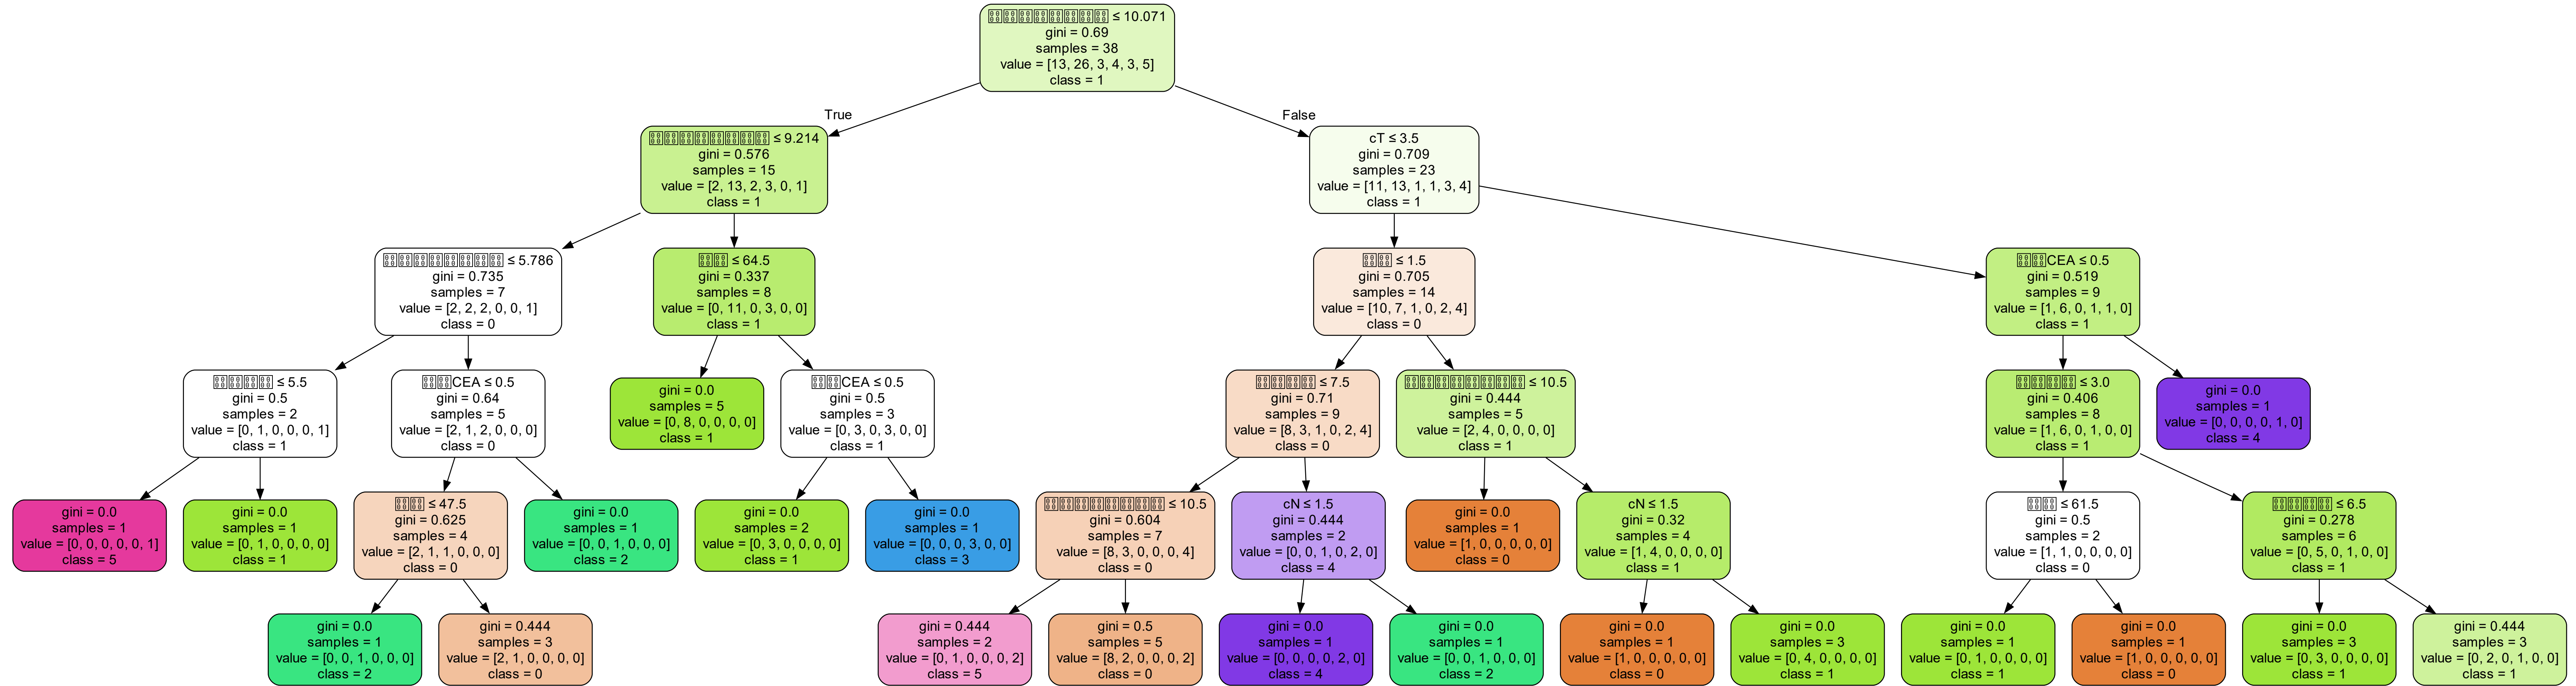 ≤ 10.071
gini = 0.69
samples = 38
value = [13, 26, 3, 4, 3, 5]
class = 1
True
False
≤ 9.214
gini = 0.576
samples = 15
value = [2, 13, 2, 3, 0, 1]
class = 1
cT ≤ 3.5
gini = 0.709
samples = 23
value = [11, 13, 1, 1, 3, 4]
class = 1
≤ 5.786
gini = 0.735
samples = 7
value = [2, 2, 2, 0, 0, 1]
class = 0
≤ 64.5
gini = 0.337
samples = 8
value = [0, 11, 0, 3, 0, 0]
class = 1
≤ 1.5
gini = 0.705
samples = 14
value = [10, 7, 1, 0, 2, 4]
class = 0
CEA ≤ 0.5
gini = 0.519
samples = 9
value = [1, 6, 0, 1, 1, 0]
class = 1
≤ 5.5
gini = 0.5
samples = 2
value = [0, 1, 0, 0, 0, 1]
class = 1
CEA ≤ 0.5
gini = 0.64
samples = 5
value = [2, 1, 2, 0, 0, 0]
class = 0
gini = 0.0
samples = 5
value = [0, 8, 0, 0, 0, 0]
class = 1
CEA ≤ 0.5
gini = 0.5
samples = 3
value = [0, 3, 0, 3, 0, 0]
class = 1
≤ 7.5
gini = 0.71
samples = 9
value = [8, 3, 1, 0, 2, 4]
class = 0
≤ 10.5
gini = 0.444
samples = 5
value = [2, 4, 0, 0, 0, 0]
class = 1
≤ 3.0
gini = 0.406
samples = 8
value = [1, 6, 0, 1, 0, 0]
class = 1
gini = 0.0
samples = 1
value = [0, 0, 0, 0, 1, 0]
class = 4
gini = 0.0
samples = 1
value = [0, 0, 0, 0, 0, 1]
class = 5
gini = 0.0
samples = 1
value = [0, 1, 0, 0, 0, 0]
class = 1
≤ 47.5
gini = 0.625
samples = 4
value = [2, 1, 1, 0, 0, 0]
class = 0
gini = 0.0
samples = 1
value = [0, 0, 1, 0, 0, 0]
class = 2
gini = 0.0
samples = 2
value = [0, 3, 0, 0, 0, 0]
class = 1
gini = 0.0
samples = 1
value = [0, 0, 0, 3, 0, 0]
class = 3
≤ 10.5
gini = 0.604
samples = 7
value = [8, 3, 0, 0, 0, 4]
class = 0
cN ≤ 1.5
gini = 0.444
samples = 2
value = [0, 0, 1, 0, 2, 0]
class = 4
gini = 0.0
samples = 1
value = [1, 0, 0, 0, 0, 0]
class = 0
cN ≤ 1.5
gini = 0.32
samples = 4
value = [1, 4, 0, 0, 0, 0]
class = 1
≤ 61.5
gini = 0.5
samples = 2
value = [1, 1, 0, 0, 0, 0]
class = 0
≤ 6.5
gini = 0.278
samples = 6
value = [0, 5, 0, 1, 0, 0]
class = 1
gini = 0.0
samples = 1
value = [0, 0, 1, 0, 0, 0]
class = 2
gini = 0.444
samples = 3
value = [2, 1, 0, 0, 0, 0]
class = 0
gini = 0.444
samples = 2
value = [0, 1, 0, 0, 0, 2]
class = 5
gini = 0.5
samples = 5
value = [8, 2, 0, 0, 0, 2]
class = 0
gini = 0.0
samples = 1
value = [0, 0, 0, 0, 2, 0]
class = 4
gini = 0.0
samples = 1
value = [0, 0, 1, 0, 0, 0]
class = 2
gini = 0.0
samples = 1
value = [1, 0, 0, 0, 0, 0]
class = 0
gini = 0.0
samples = 3
value = [0, 4, 0, 0, 0, 0]
class = 1
gini = 0.0
samples = 1
value = [0, 1, 0, 0, 0, 0]
class = 1
gini = 0.0
samples = 1
value = [1, 0, 0, 0, 0, 0]
class = 0
gini = 0.0
samples = 3
value = [0, 3, 0, 0, 0, 0]
class = 1
gini = 0.444
samples = 3
value = [0, 2, 0, 1, 0, 0]
class = 1